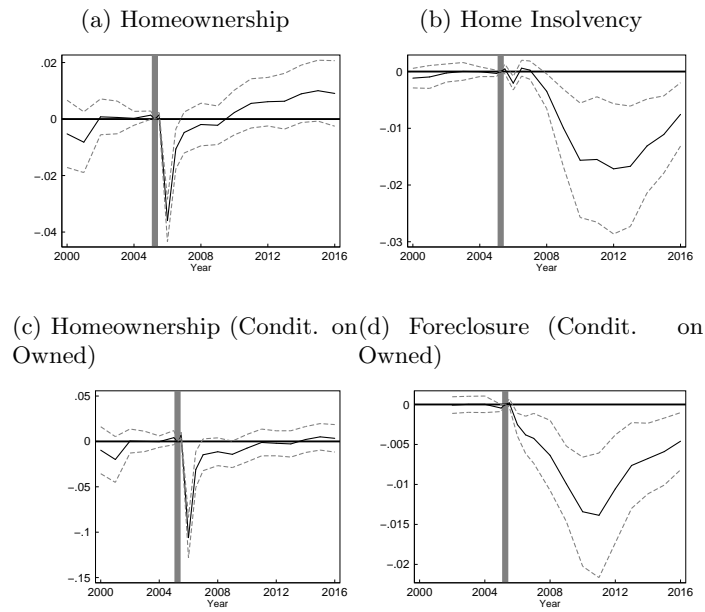 (a) Homeownership
(b) Home Insolvency
.02
0
-.02
-.04
2000 2004 2008 2012 2016
Year
0
-.01
-.02
-.03
2000 2004 2008 2012 2016
Year
(c) Homeownership (Condit. on
Owned)
(d) Foreclosure (Condit. on
Owned)
.05
0
-.05
-.1
-.15
2000 2004 2008 2012 2016
Year
0
-.005
-.01
-.015
-.02
2000 2004 2008 2012 2016
Year